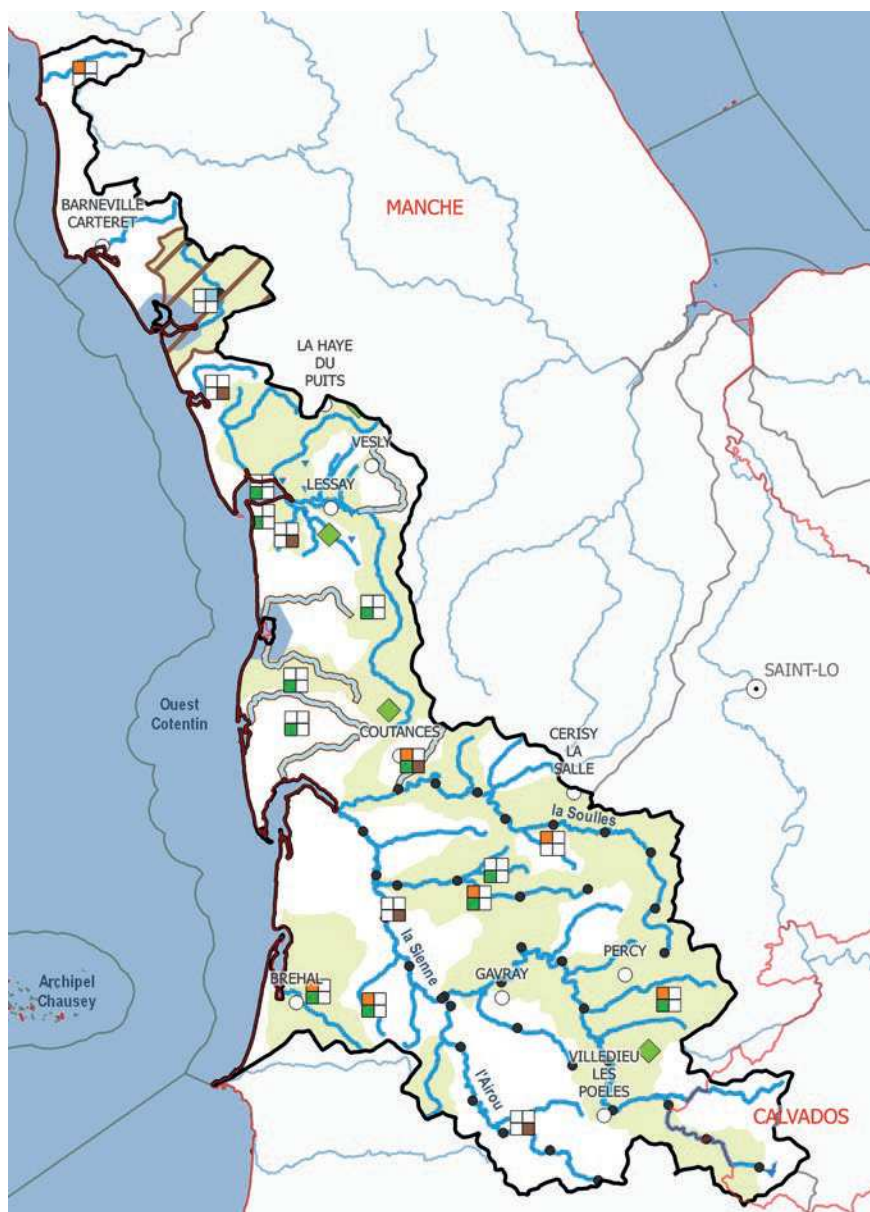 MANCHE
BARNEVILLE
CARTERET
LA HAYE
DU
PUITS
VESLY
LESSAY
SAINT-LO
Ouest
Cotentin
COUTANCES
CERISY
LA
SALLE
la Soulles
la Sienne
PERCY
GAVRAY
BREHAL
Archipel
Chausey
VILLEDIEU
LES
POELES
l'Airou
CALVADOS